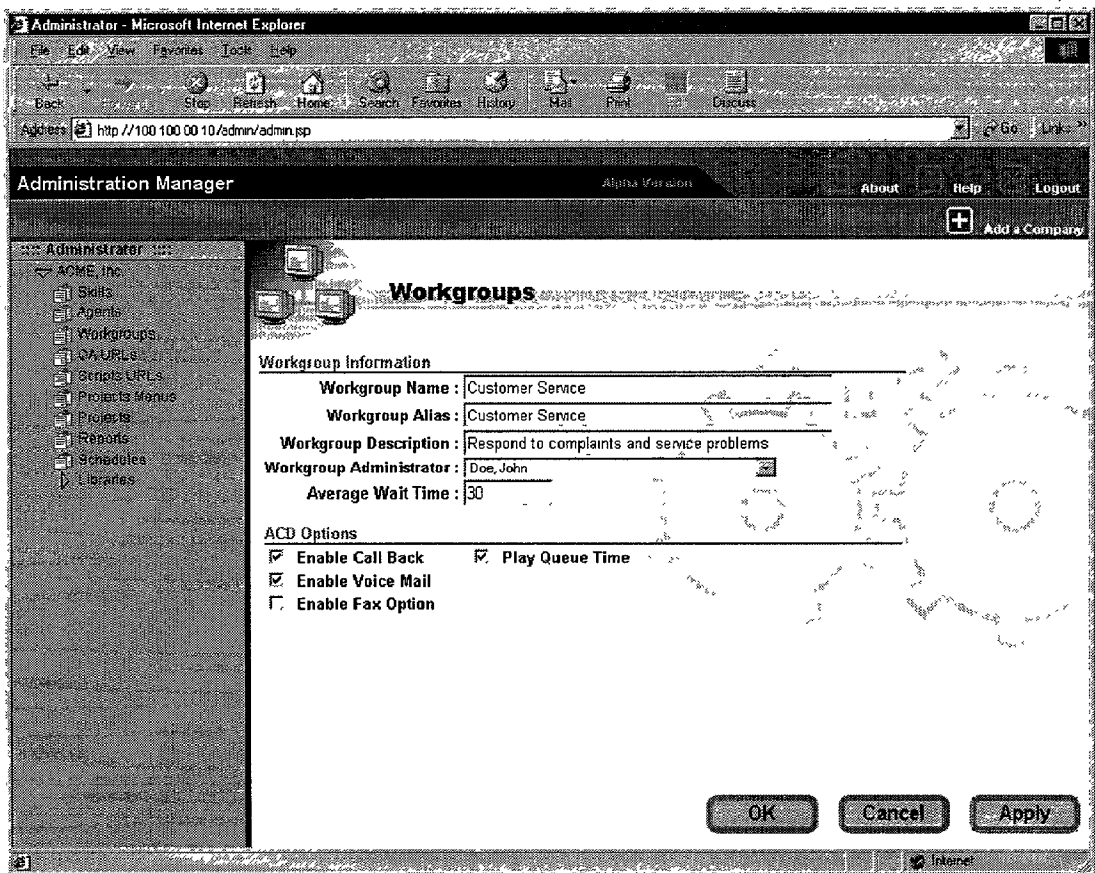 Administrator - Microsoft Internet Explorer
File Edit View Favorites Tools Help
Back Stop Refresh Home Search Favorites History Mail Print Discuss
Address http //100 100 00 10/admin/admin.jsp Go Links »
Administration Manager Alpha Version About Help Logout
Add a Company
:::: Administrator ::::
ACME, Inc
Skills
Agents
Workgroups
QA URLs
Scripts URLs
Projects Menus
Projects
Reports
Schedules
Libraries
Workgroups
Workgroup Information
Workgroup Name : Customer Service
Workgroup Alias : Customer Service
Workgroup Description : Respond to complaints and service problems
Workgroup Administrator : Doe, John
Average Wait Time : 30
ACD Options
Enable Call Back Play Queue Time
Enable Voice Mail
Enable Fax Option
OK Cancel Apply
Internet